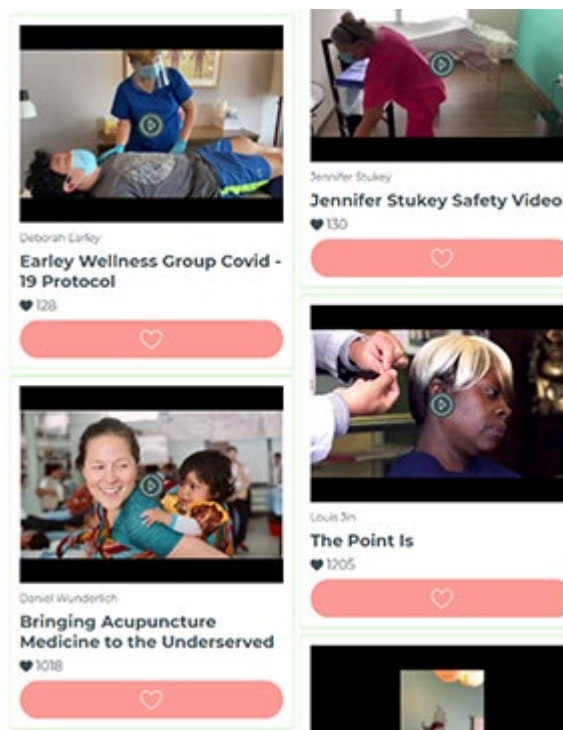 Deborah Earley
Earley Wellness Group Covid -
19 Protocol
128
Daniel Wunderlich
Bringing Acupuncture
Medicine to the Underserved
1018
Jennifer Stukey
Jennifer Stukey Safety Video
130
Louis Jin
The Point Is
1205